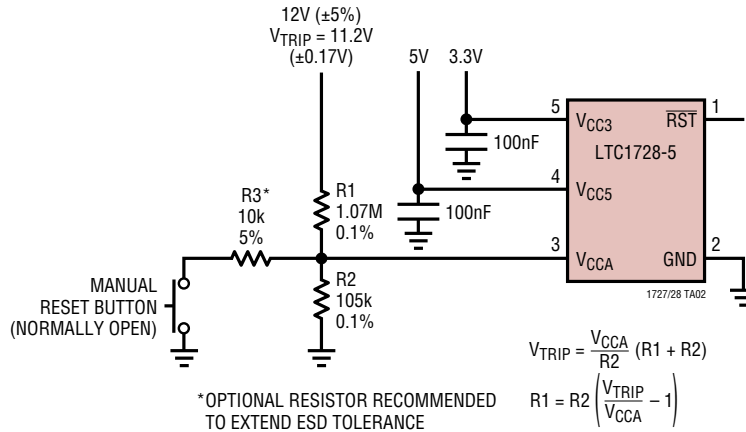 12V (±5%)
VTRIP = 11.2V
(±0.17V)
5V
3.3V
5
VCC3
RST
1
100nF
LTC1728-5
4
VCC5
100nF
R1
1.07M
0.1%
R3*
10k
5%
3
VCCA
GND
2
1727/28 TA02
R2
105k
0.1%
MANUAL
RESET BUTTON
(NORMALLY OPEN)
VTRIP = VCCA/R2 (R1 + R2)
*OPTIONAL RESISTOR RECOMMENDED
TO EXTEND ESD TOLERANCE
R1 = R2 (VTRIP/VCCA – 1)